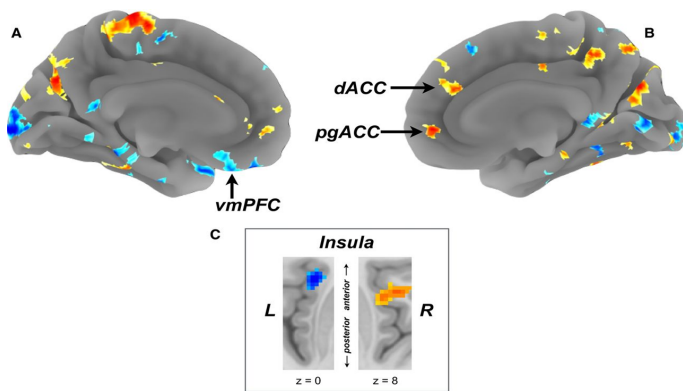 A
B
dACC
pgACC
vmPFC
C
Insula
L
← posterior anterior →
R
z = 0
z = 8